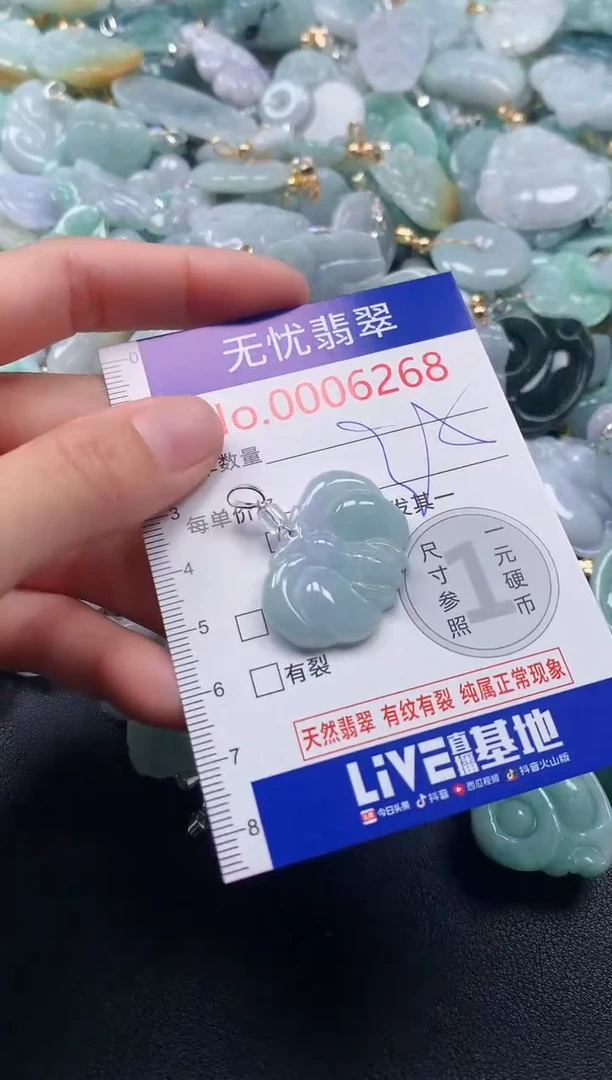 无忧翡翠
No.0006268
数量
每单价格
发其一
尺寸参照
1
一元硬币
有裂
天然翡翠 有纹有裂 纯属正常现象
LiVE直播基地
今日头条 抖音 西瓜视频 抖音火山版
0
3
4
5
6
7
8